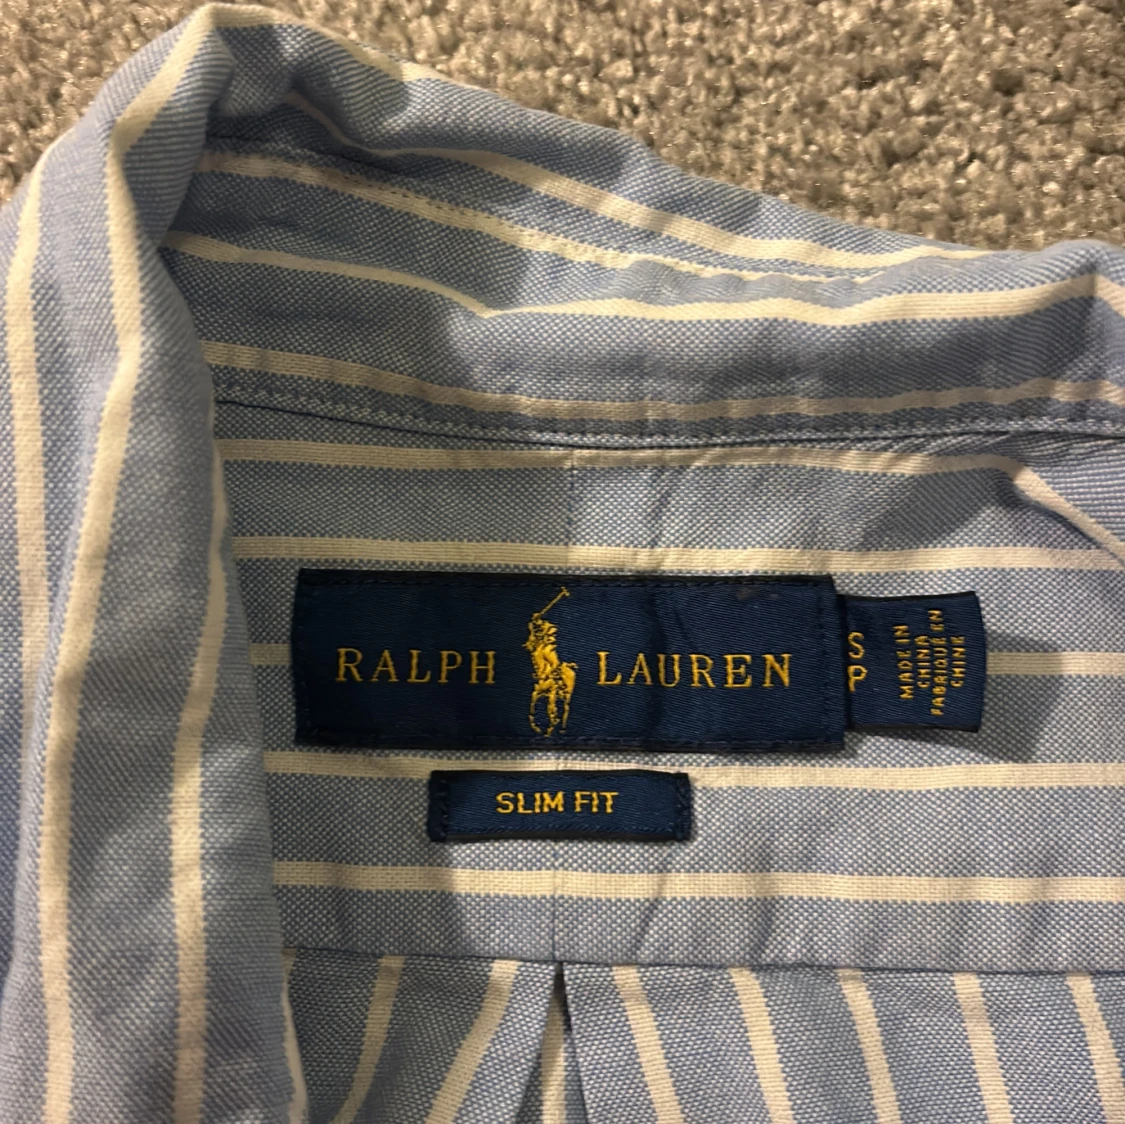 RALPH LAUREN
S
P
MADE IN
CHINA
FABRIQUE EN
CHINE
SLIM FIT